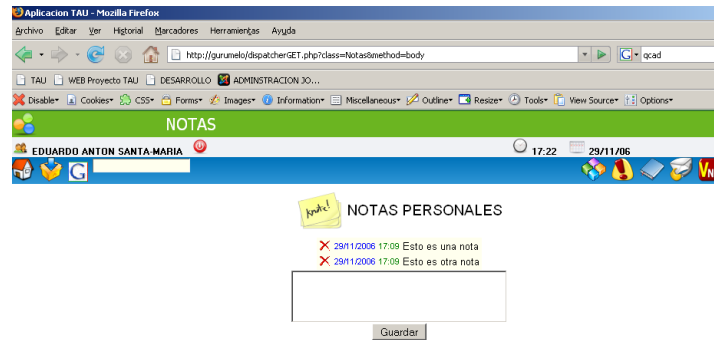 Aplicacion TAU - Mozilla Firefox
Archivo Editar Ver Historial Marcadores Herramientas Ayuda
http://gurumelo/dispatcherGET.php?class=Notas&method=body G qcad
TAU WEB Proyecto TAU DESARROLLO ADMINSTRACION JO...
Disable Cookies CSS Forms Images Information Miscellaneous Outline Resize Tools View Source Options
NOTAS
EDUARDO ANTON SANTA-MARIA 17:22 29/11/06
G VN
note! NOTAS PERSONALES
29/11/2006 17:09 Esto es una nota
29/11/2006 17:09 Esto es otra nota
Guardar